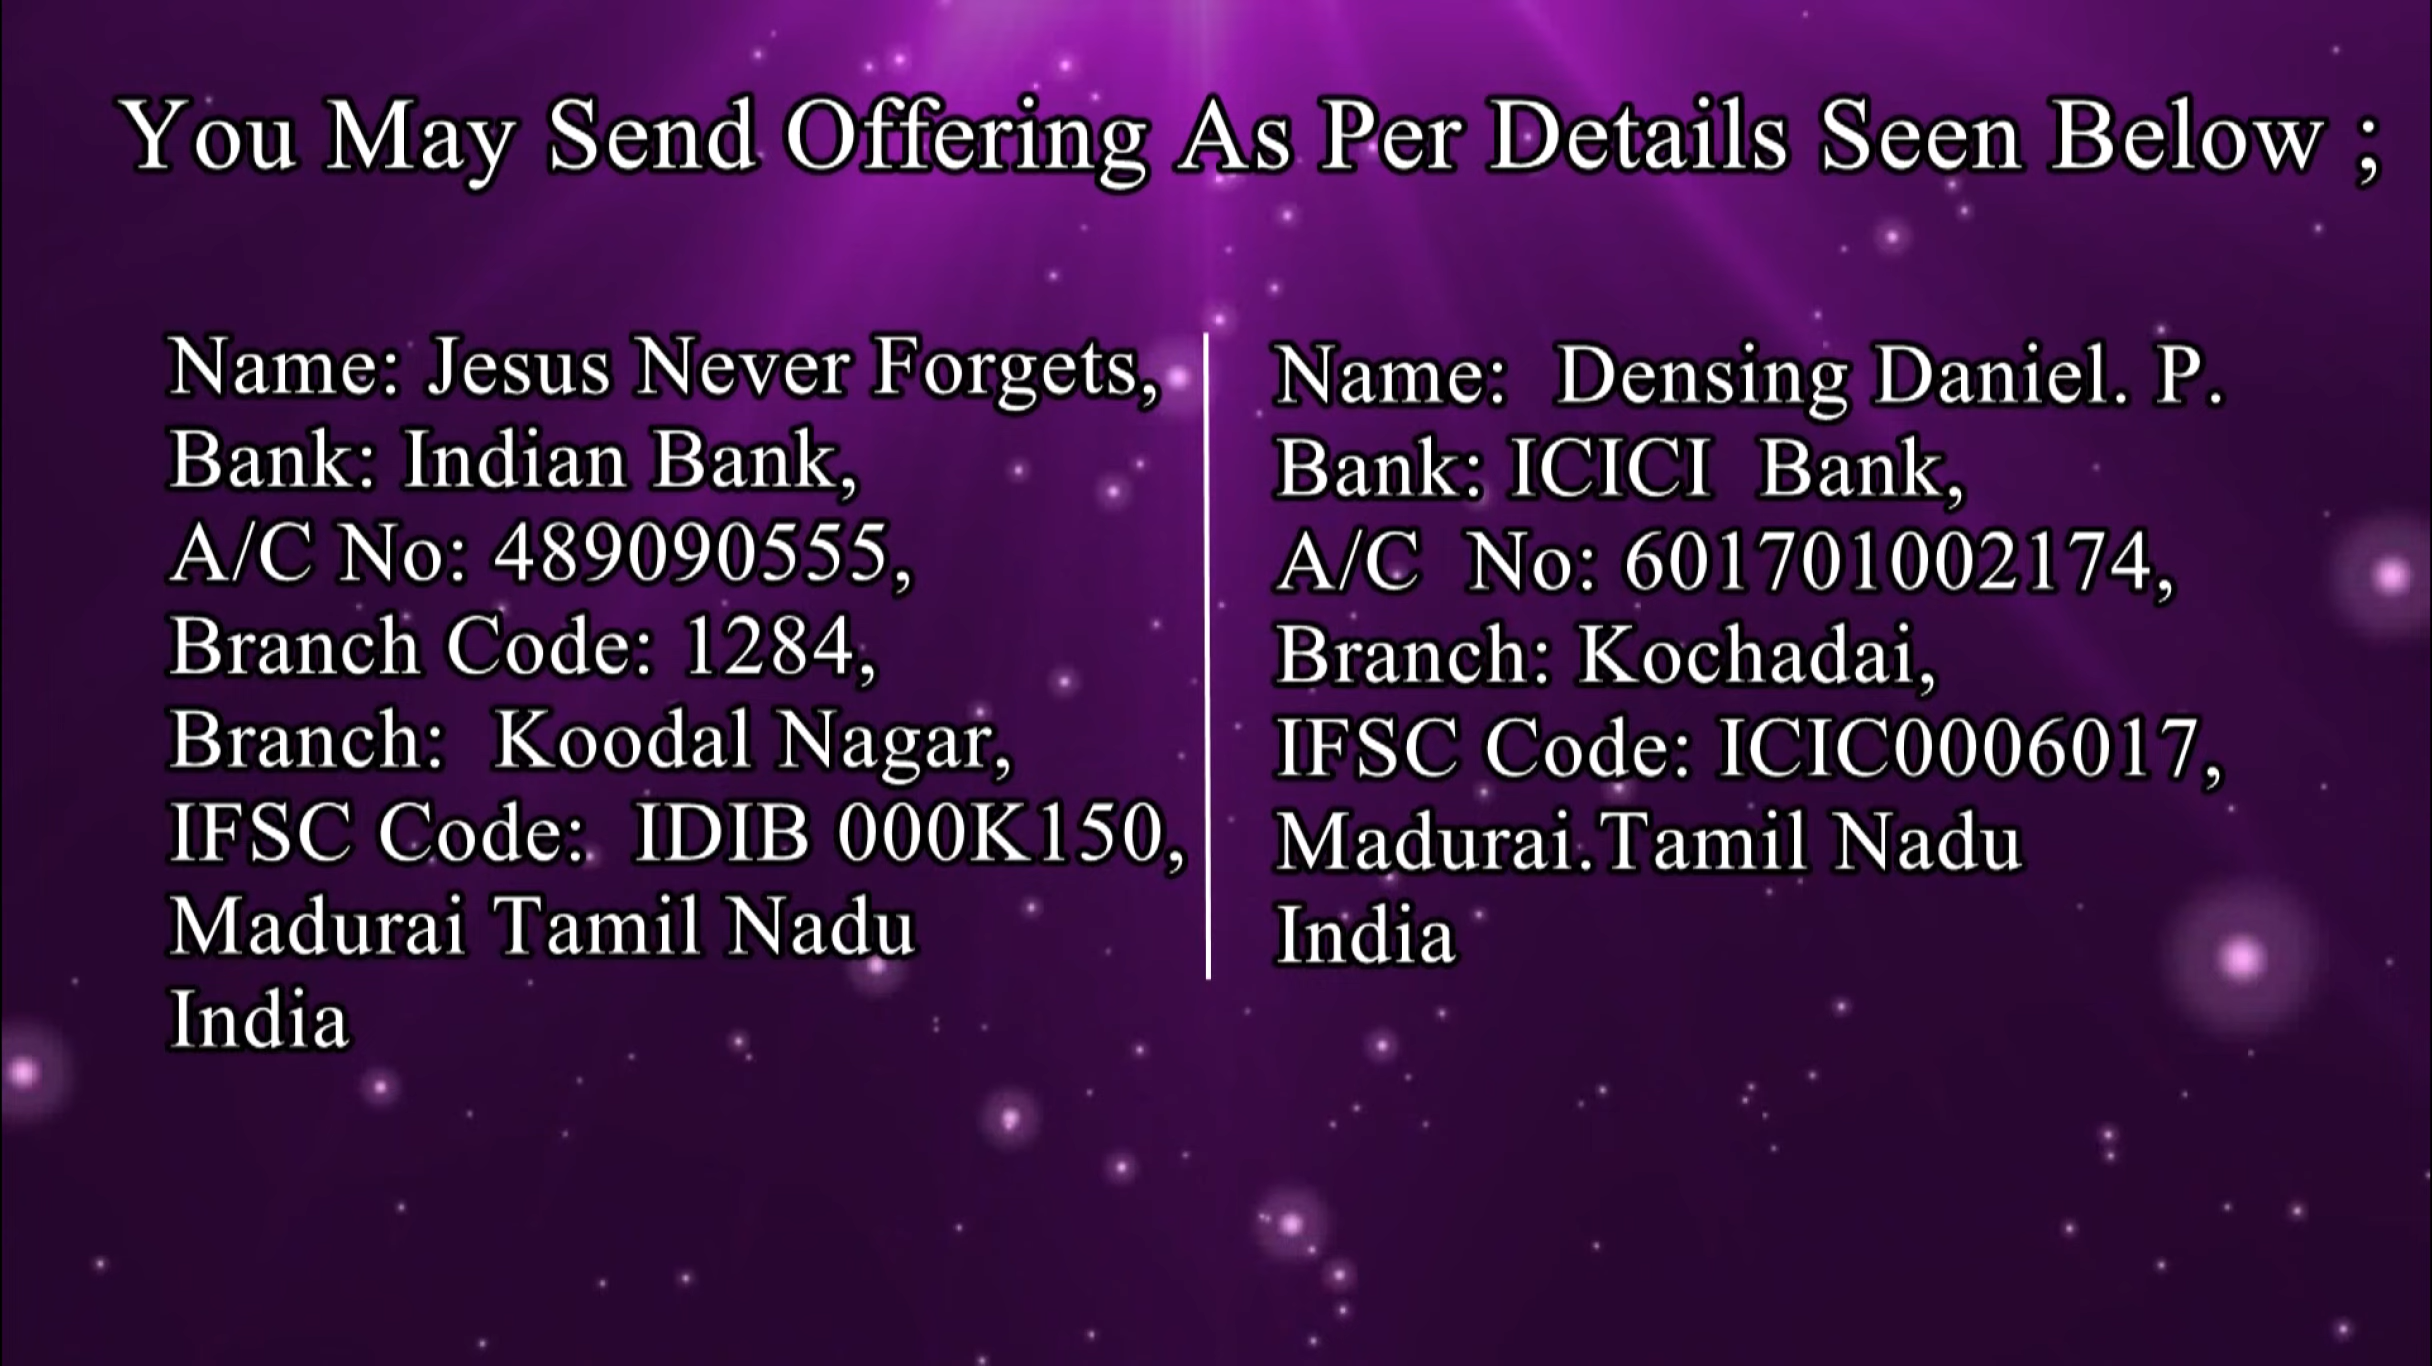 You May Send Offering As Per Details Seen Below ;
Name: Jesus Never Forgets,
Bank: Indian Bank,
A/C No: 489090555,
Branch Code: 1284,
Branch:  Koodal Nagar,
IFSC Code:  IDIB 000K150,
Madurai Tamil Nadu
India
Name:  Densing Daniel. P.
Bank: ICICI  Bank,
A/C  No: 601701002174,
Branch: Kochadai,
IFSC Code: ICIC0006017,
Madurai.Tamil Nadu
India